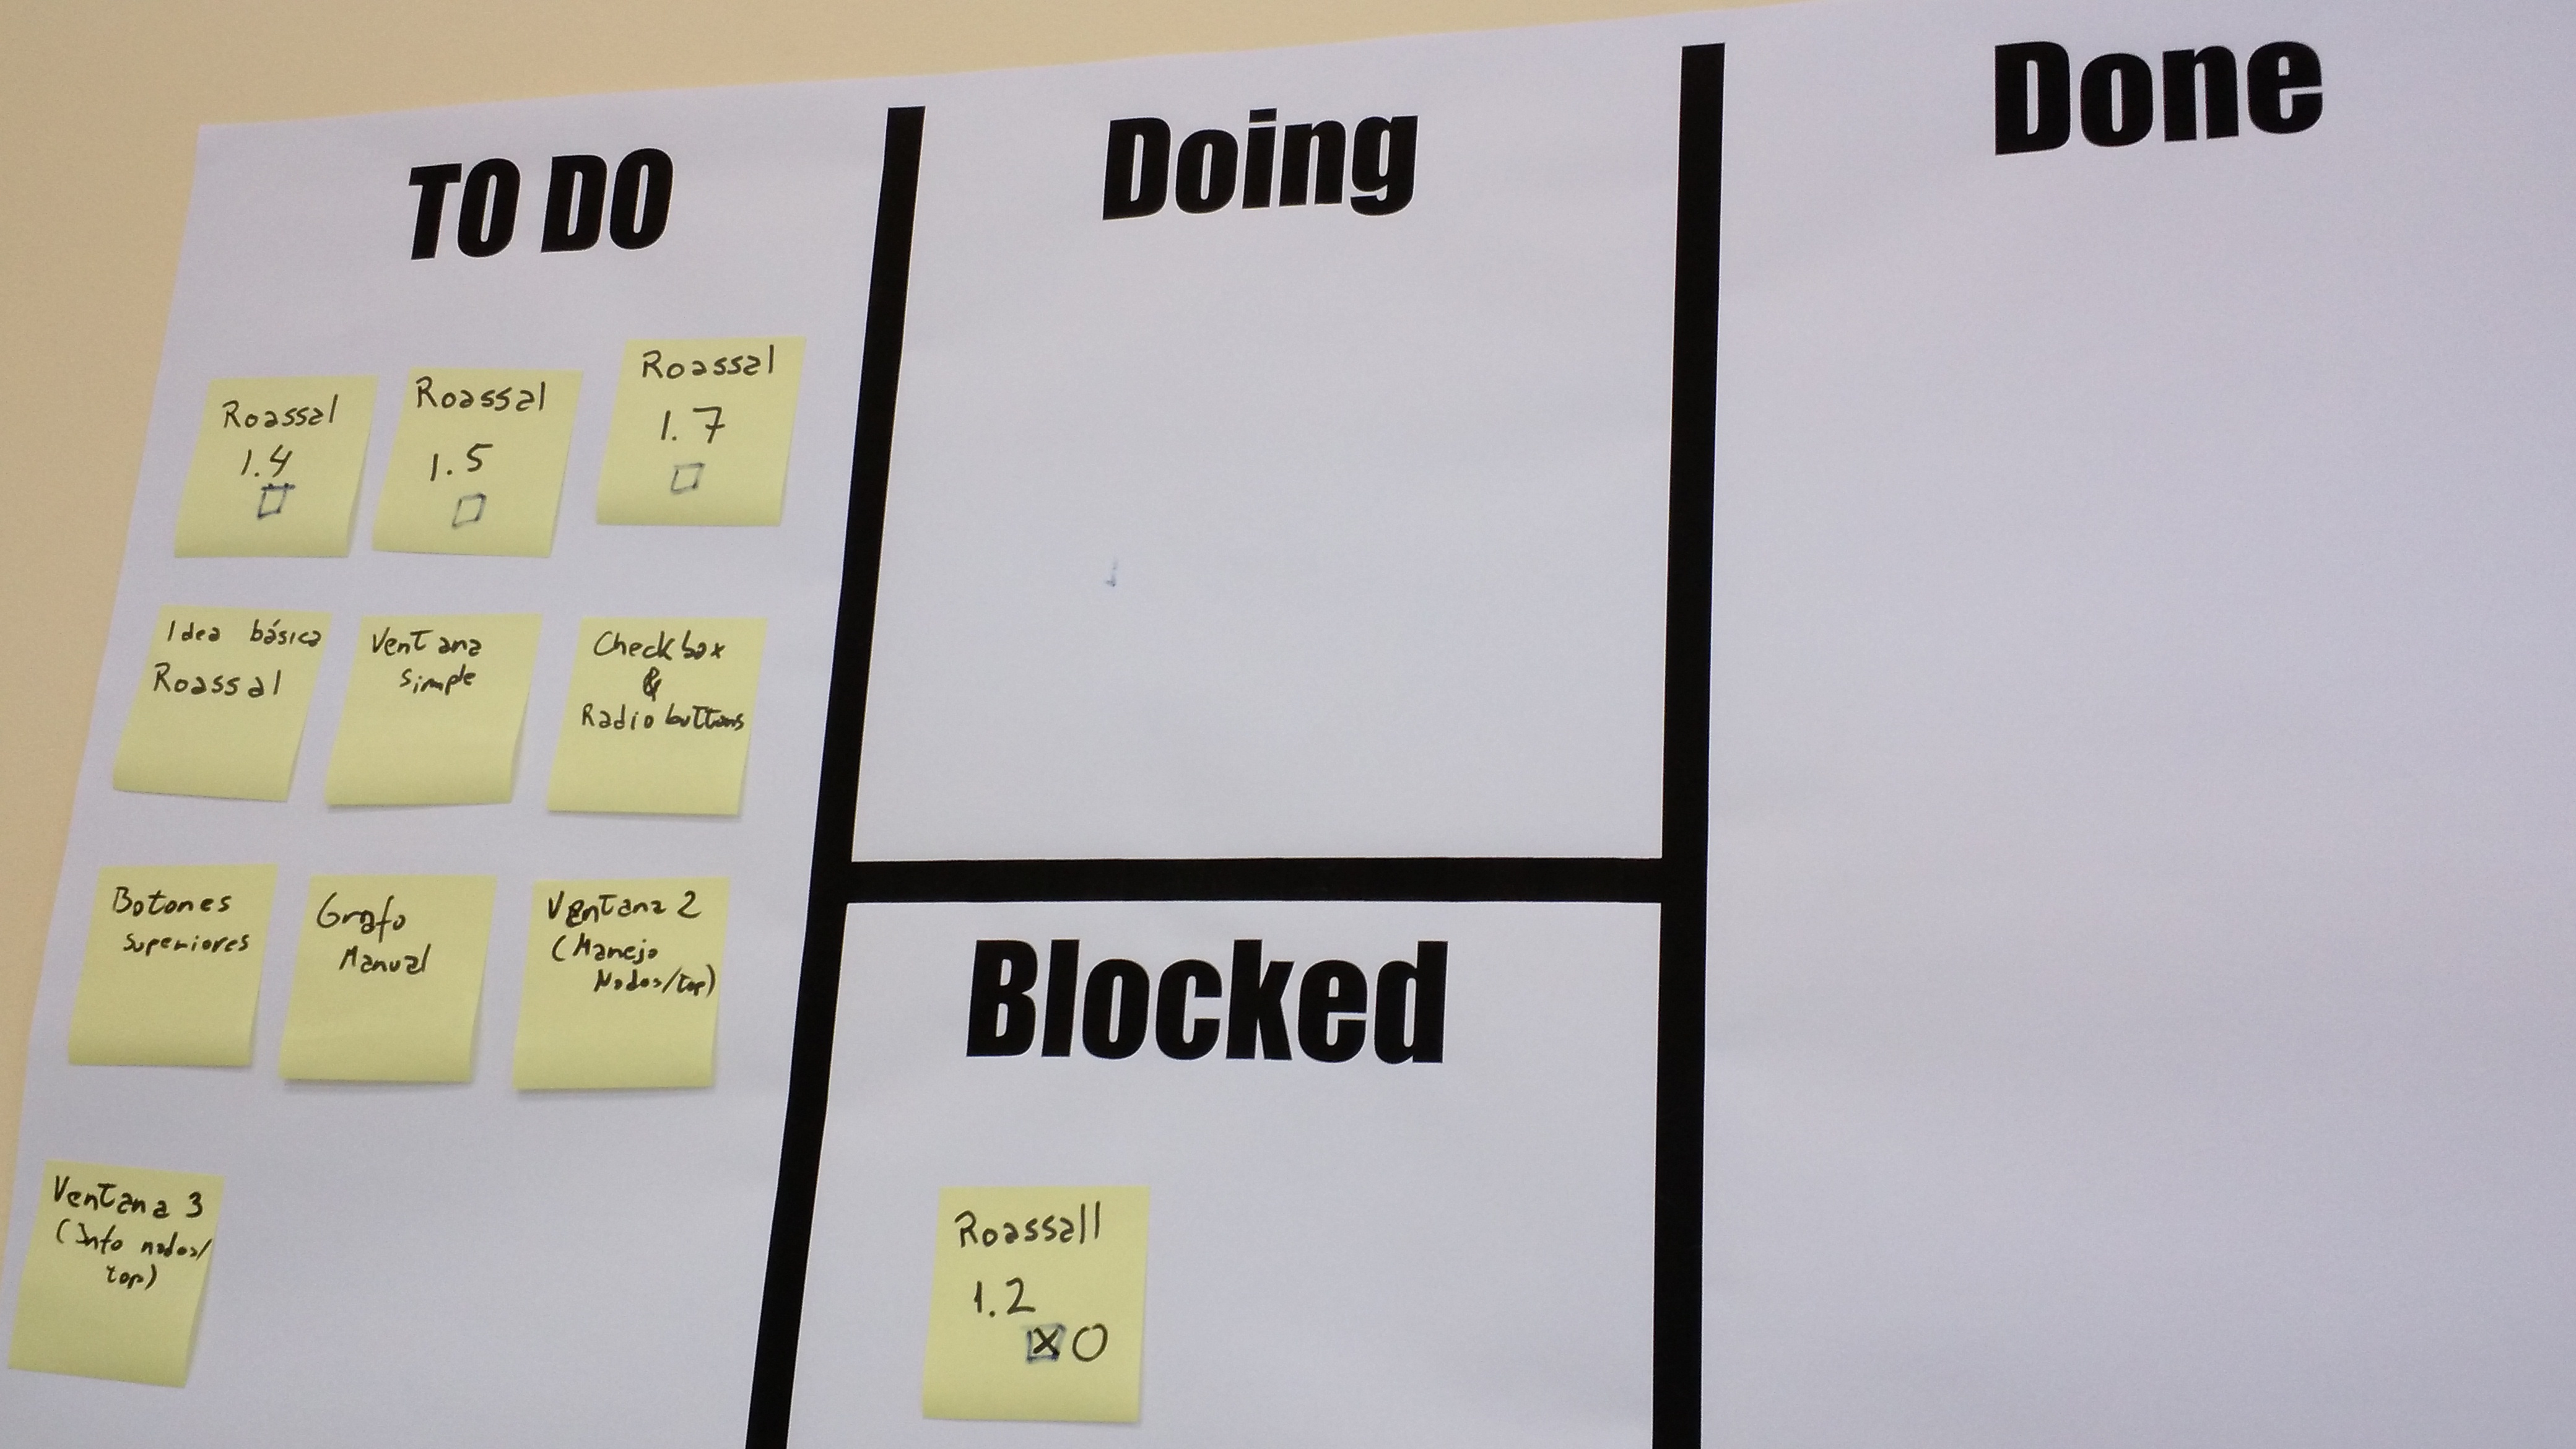 TO DO
Roassal
1.4
Roassal
1.5
Roassal
1.7
Idea básica
Roassal
Ventana
simple
Checkbox
&
Radio buttons
Botones
superiores
Grafo
Manual
Ventana 2
(Manejo
Nodos/top)
Ventana 3
(Info nodos/
top)
Doing
Blocked
Roassall
1.2
Done